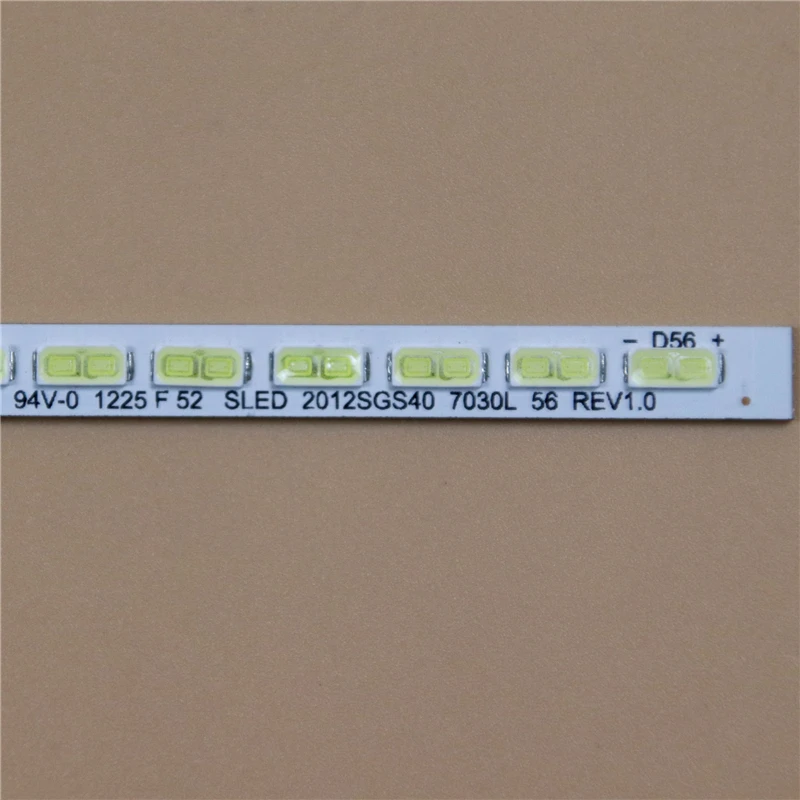 – D56 +
94V-0 1225 F 52 SLED 2012SGS40 7030L 56 REV1.0